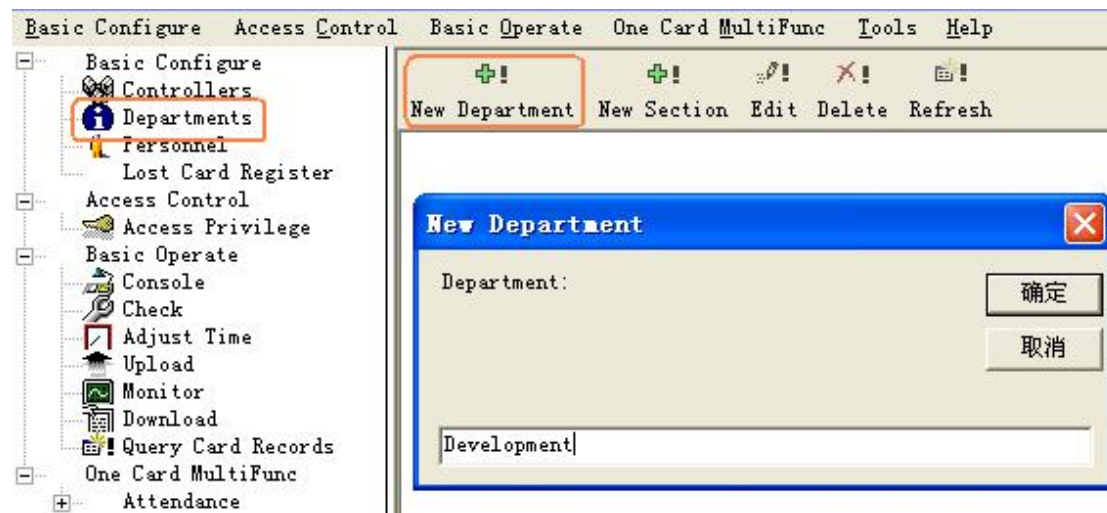 Basic Configure Access Control Basic Operate One Card MultiFunc Tools Help
Basic Configure
Controllers
Departments
Personnel
Lost Card Register
Access Control
Access Privilege
Basic Operate
Console
Check
Adjust Time
Upload
Monitor
Download
Query Card Records
One Card MultiFunc
Attendance
New Department New Section Edit Delete Refresh
New Department
Department:
确定
取消
Development